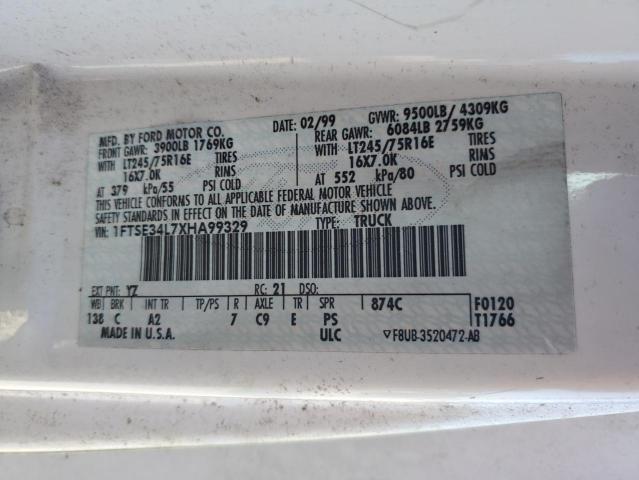 MFD. BY FORD MOTOR CO.
DATE: 02/99 GVWR: 9500LB/ 4309KG
FRONT GAWR: 3900LB 1769KG
REAR GAWR: 6084LB 2759KG
WITH LT245/75R16E TIRES
WITH LT245/75R16E TIRES
16X7.0K RIMS
16X7.0K RIMS
AT 379 kPa/55 PSI COLD
AT 552 kPa/80 PSI COLD
THIS VEHICLE CONFORMS TO ALL APPLICABLE FEDERAL MOTOR VEHICLE
SAFETY STANDARDS IN EFFECT ON THE DATE OF MANUFACTURE SHOWN ABOVE.
VIN: 1FTSE34L7XHA99329 TYPE: TRUCK
EXT PNT: YZ RC: 21 DSO:
WB BRK INT TR TP/PS R AXLE TR SPR 874C F0120
138 C A2 7 C9 E PS T1766
MADE IN U.S.A. ULC ▽F8UB-3520472-AB